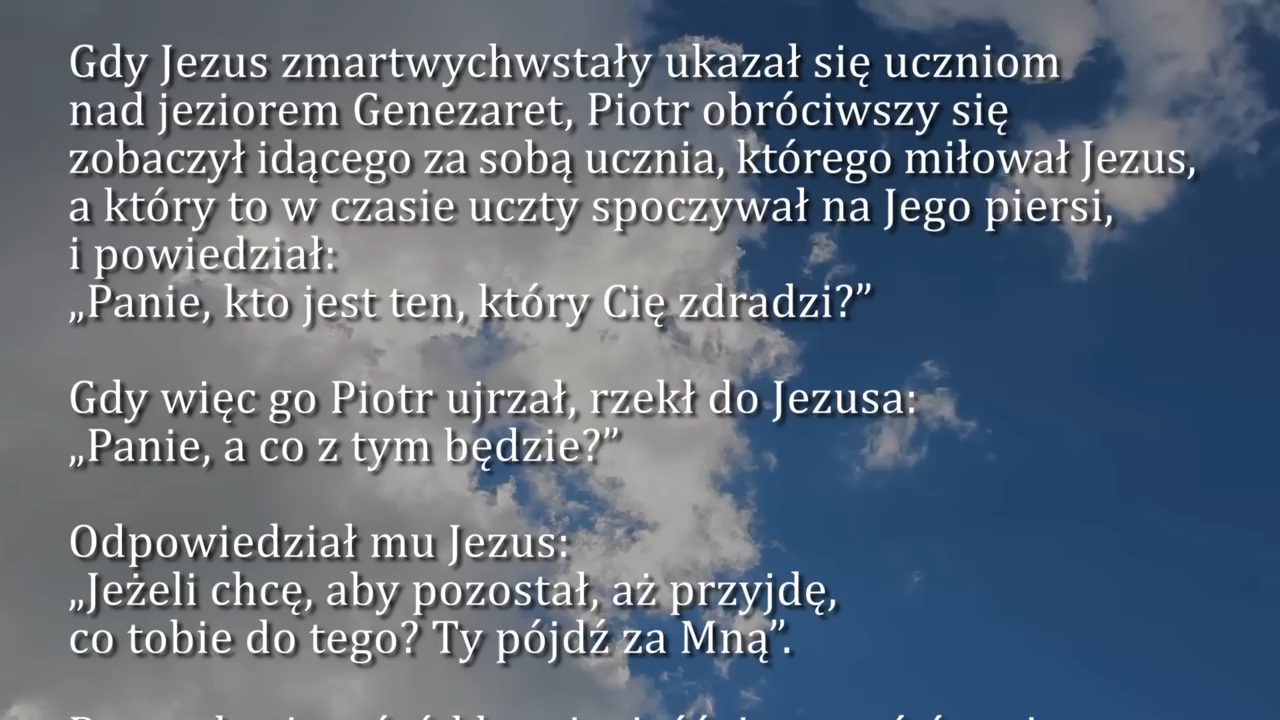 Gdy Jezus zmartwychwstały ukazał się uczniom
nad jeziorem Genezaret, Piotr obróciwszy się
zobaczył idącego za sobą ucznia, którego miłował Jezus,
a który to w czasie uczty spoczywał na Jego piersi,
i powiedział:
„Panie, kto jest ten, który Cię zdradzi?”
Gdy więc go Piotr ujrzał, rzekł do Jezusa:
„Panie, a co z tym będzie?”
Odpowiedział mu Jezus:
„Jeżeli chcę, aby pozostał, aż przyjdę,
co tobie do tego? Ty pójdź za Mną”.